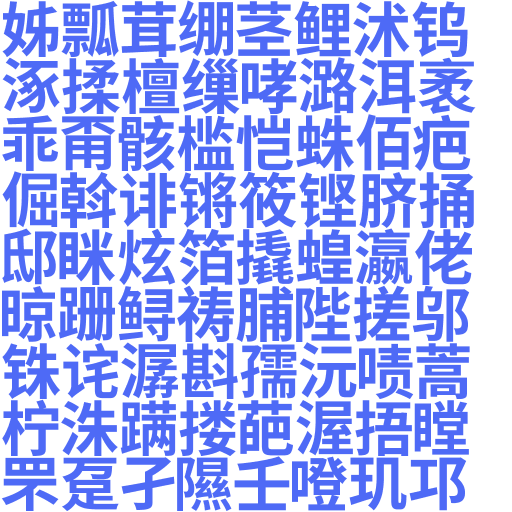 姊瓢茸绷茎鲤沭钨
涿揉檀缫哮潞洱袤
乖甭骸槛恺蛛佰疤
倔斡诽锵筱铿脐捅
邸眯炫箔撬蝗瀛佬
晾跚鲟祷脯陛搓邬
铢诧潺斟孺沅啧蒿
柠洙蹒搂葩渥捂瞠
罘趸孑隰壬噔玑邛